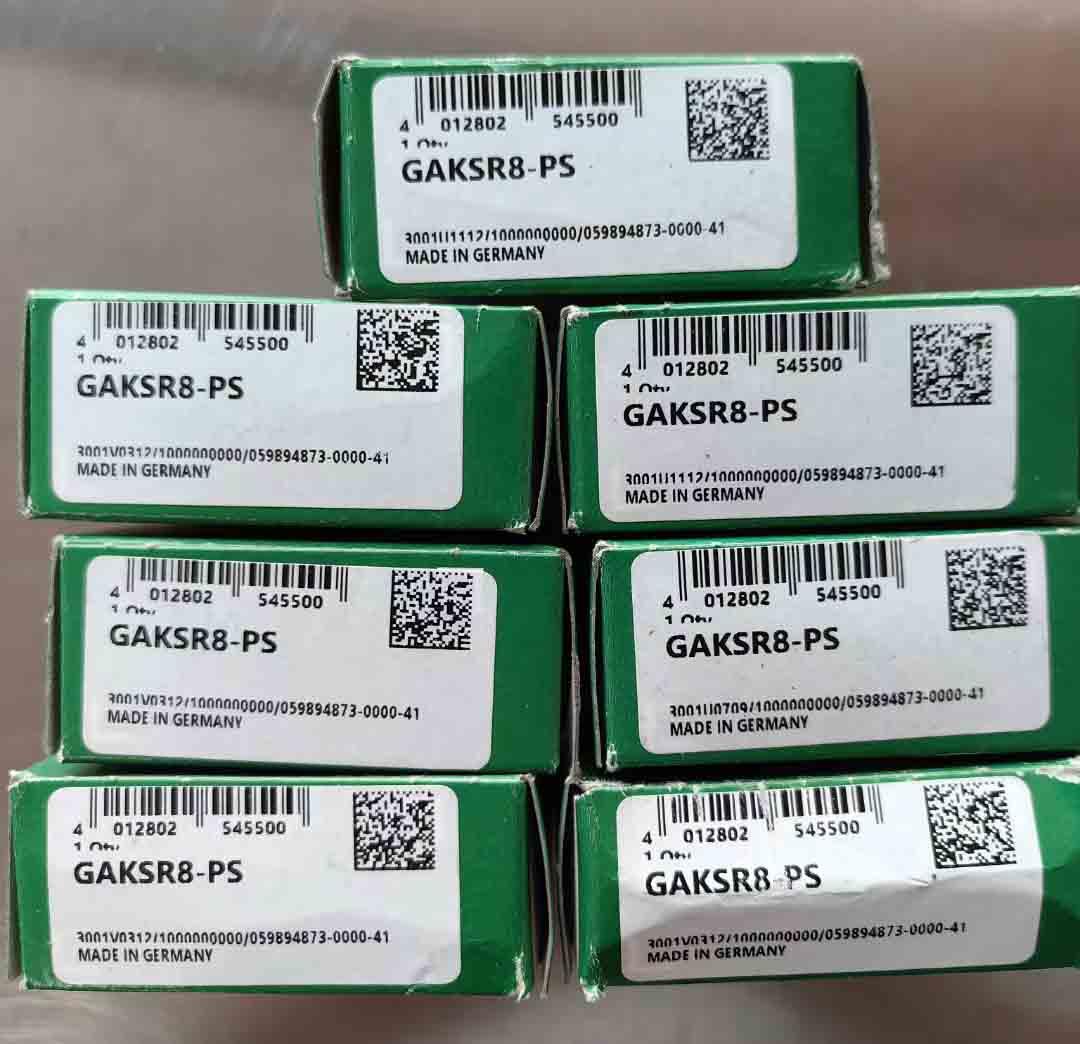 4 012802 545500
1 Qty
GAKSR8-PS
3001U1112/1000000000/059894873-0000-41
MADE IN GERMANY
4 012802 545500
1 Qty
GAKSR8-PS
3001V0312/1000000000/059894873-0000-41
MADE IN GERMANY
4 012802 545500
1 Qty
GAKSR8-PS
3001U1112/1000000000/059894873-0000-41
MADE IN GERMANY
4 012802 545500
1 Qty
GAKSR8-PS
3001V0312/1000000000/059894873-0000-41
MADE IN GERMANY
4 012802 545500
1 Qty
GAKSR8-PS
3001U0709/1000000000/059894873-0000-41
MADE IN GERMANY
4 012802 545500
1 Qty
GAKSR8-PS
3001V0312/1000000000/059894873-0000-41
MADE IN GERMANY
4 012802 545500
1 Qty
GAKSR8-PS
3001V0312/1000000000/059894873-0000-41
MADE IN GERMANY